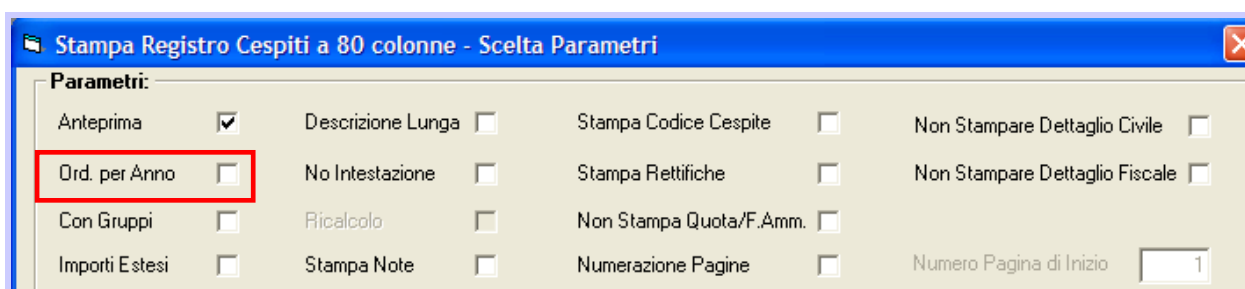 Stampa Registro Cespiti a 80 colonne - Scelta Parametri
Parametri:
Anteprima Descrizione Lunga Stampa Codice Cespite Non Stampare Dettaglio Civile
Ord. per Anno No Intestazione Stampa Rettifiche Non Stampare Dettaglio Fiscale
Con Gruppi Ricalcolo Non Stampa Quota/F.Amm.
Importi Estesi Stampa Note Numerazione Pagine Numero Pagina di Inizio 1